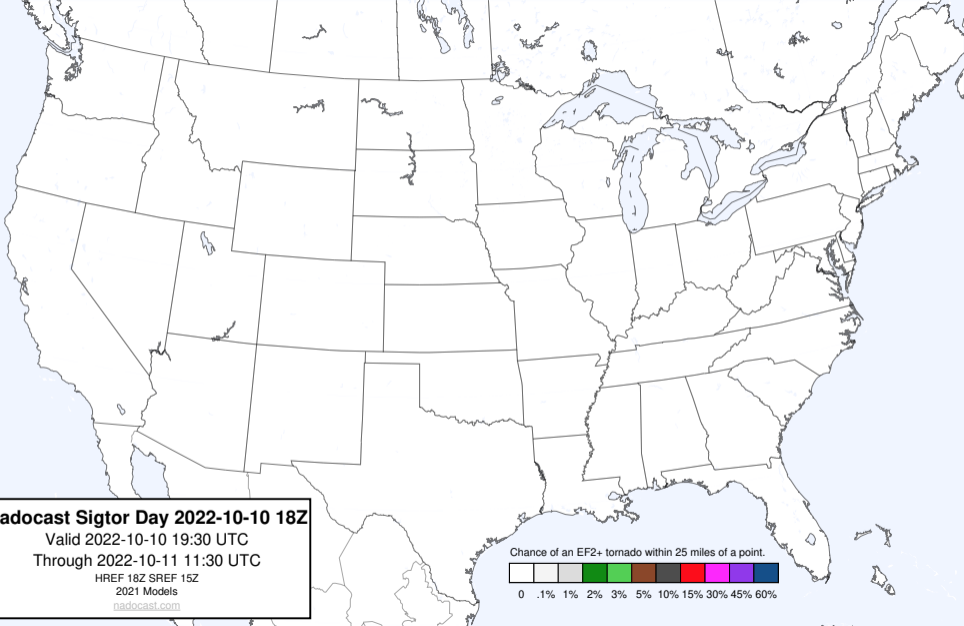 adocast Sigtor Day 2022-10-10 18Z
Valid 2022-10-10 19:30 UTC
Through 2022-10-11 11:30 UTC
HREF 18Z SREF 15Z
2021 Models
nadocast.com
Chance of an EF2+ tornado within 25 miles of a point.
0 .1% 1% 2% 3% 5% 10% 15% 30% 45% 60%